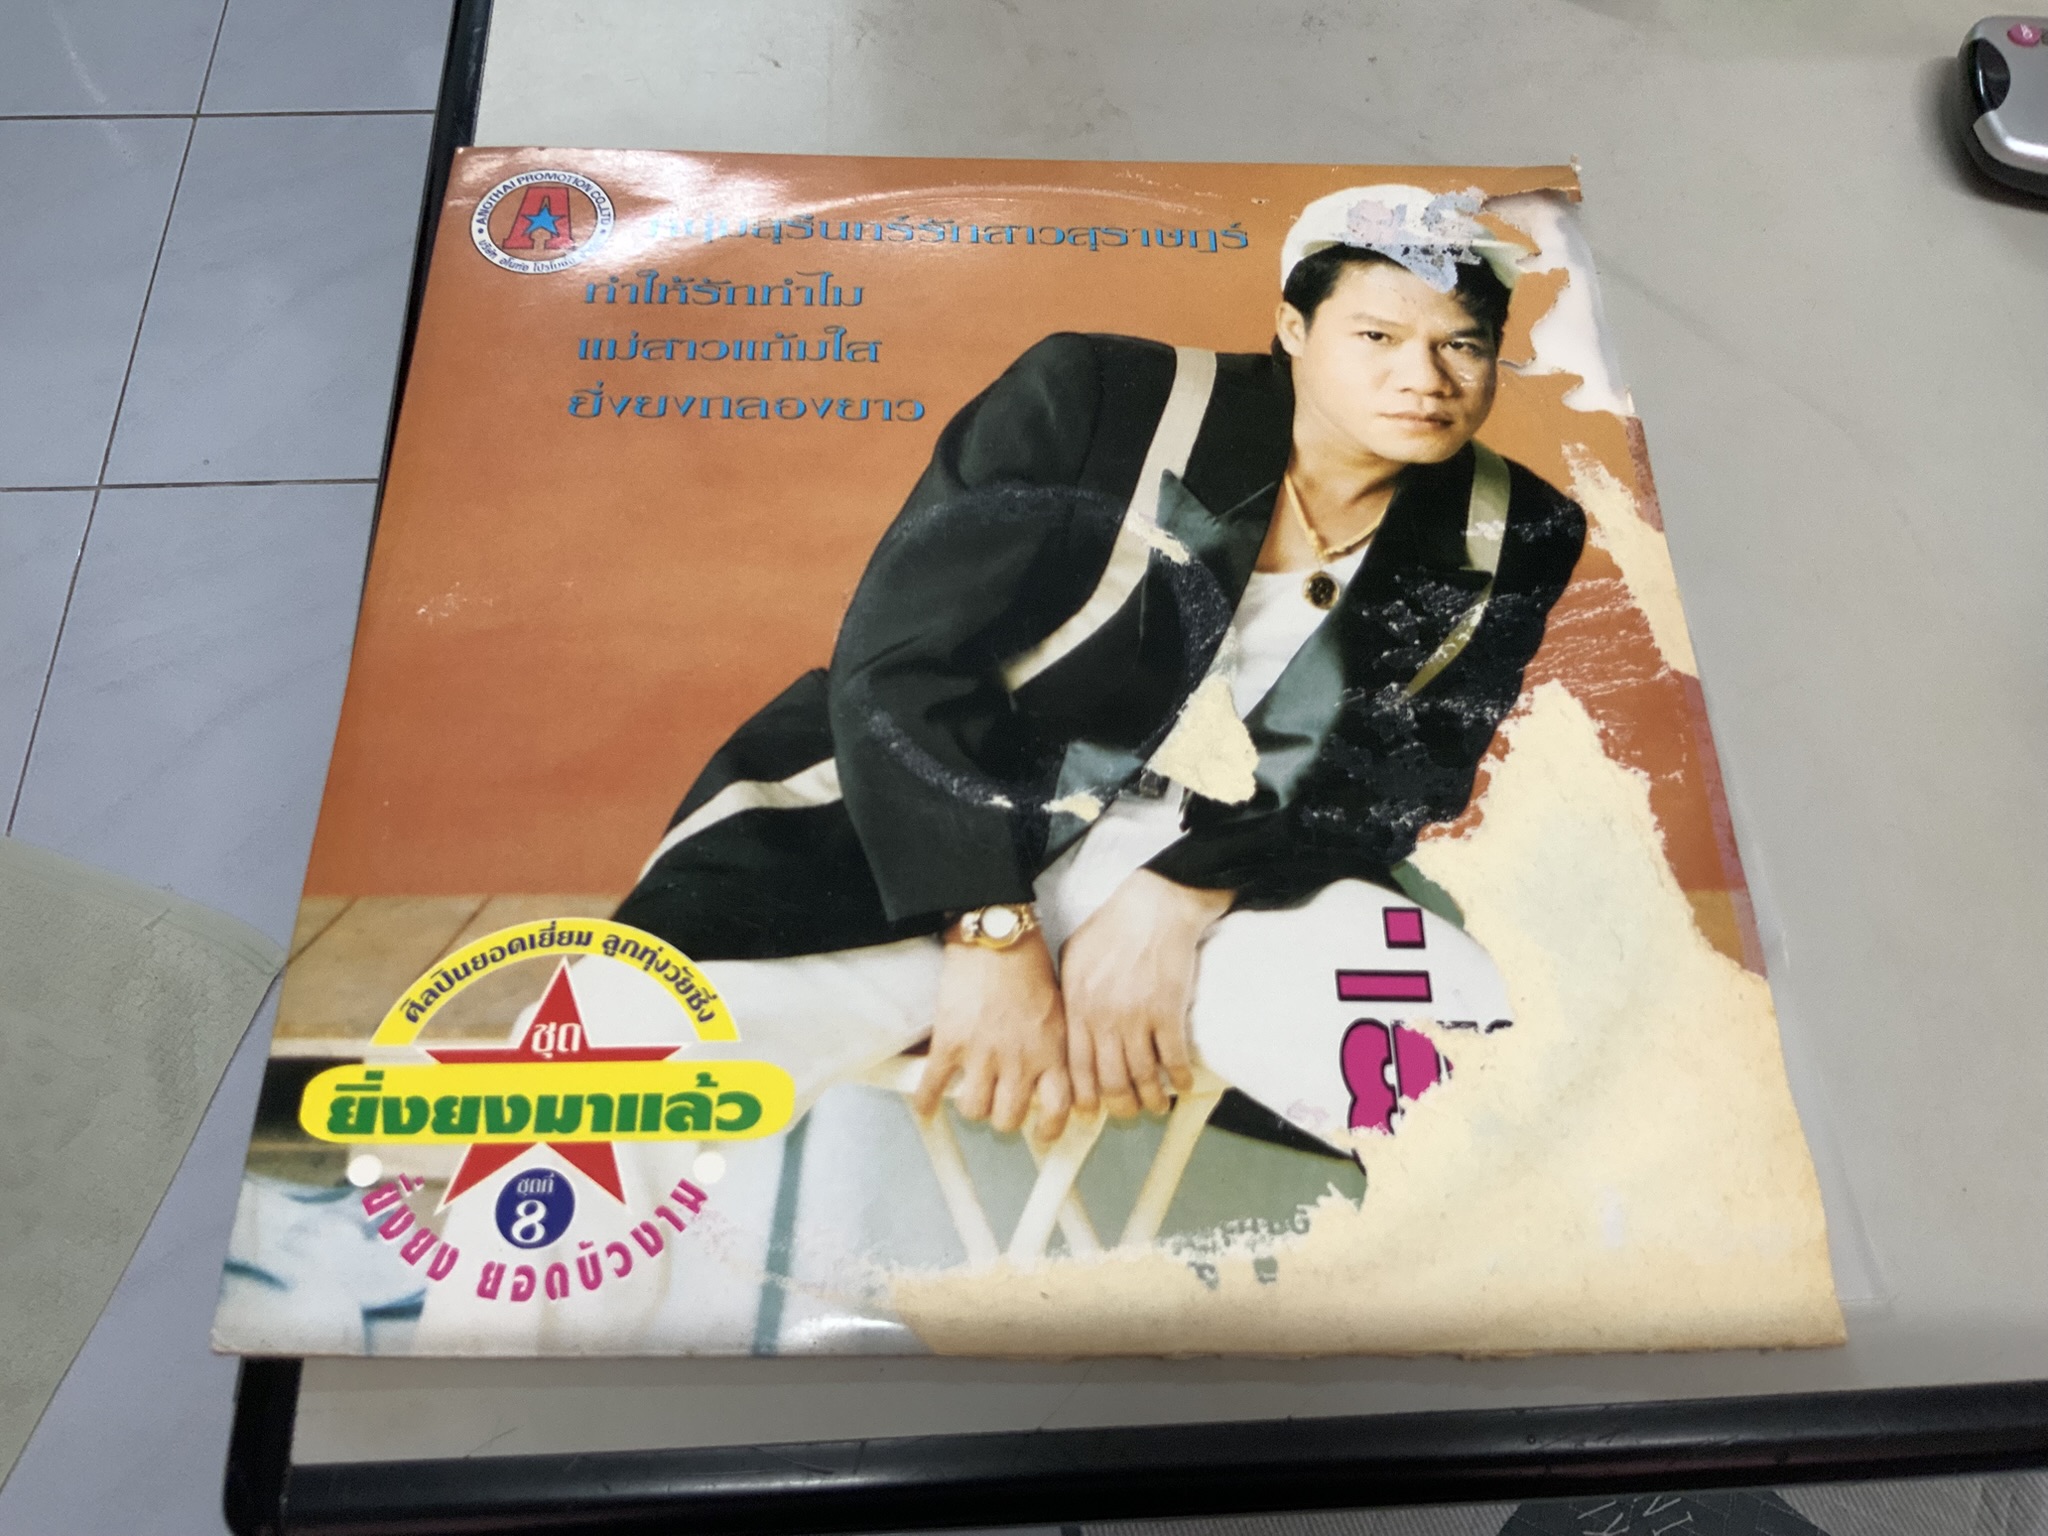 ANOTHAI PROMOTION CO.,LTD.
A
หนุ่มสุรินทร์รักสาวสุราษฎร์
ทำให้รักทำไม
แม่สาวแก้มใส
ยิ่งยงกลองยาว
ศิลปินยอดเยี่ยม ลูกทุ่งวัยซึ่ง
ชุด
ยิ่งยงมาแล้ว
ชุดที่
8
ยิ่งยง ยอดบัวงาม